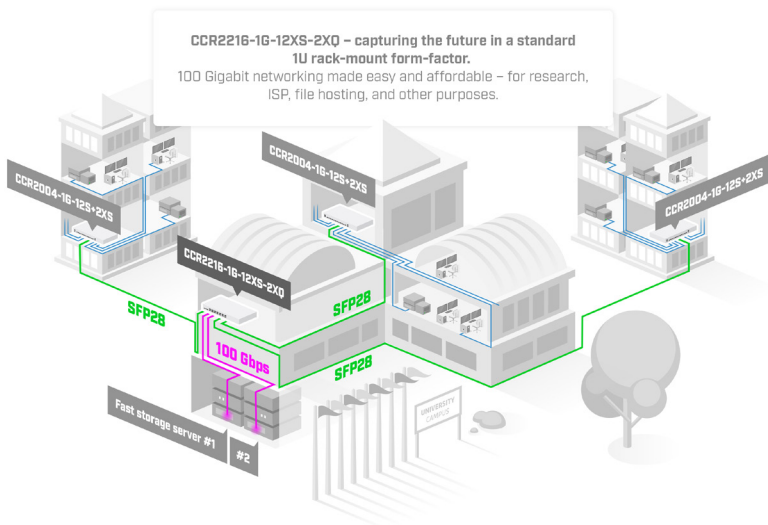 CCR2216-1G-12XS-2XQ – capturing the future in a standard
1U rack-mount form-factor.
100 Gigabit networking made easy and affordable – for research,
ISP, file hosting, and other purposes.
CCR2004-1G-12S+2XS
CCR2004-1G-12S+2XS
CCR2004-1G-12S+2XS
CCR2216-1G-12XS-2XQ
SFP28
SFP28
100 Gbps
SFP28
Fast storage server #1
#2
UNIVERSITY
CAMPUS